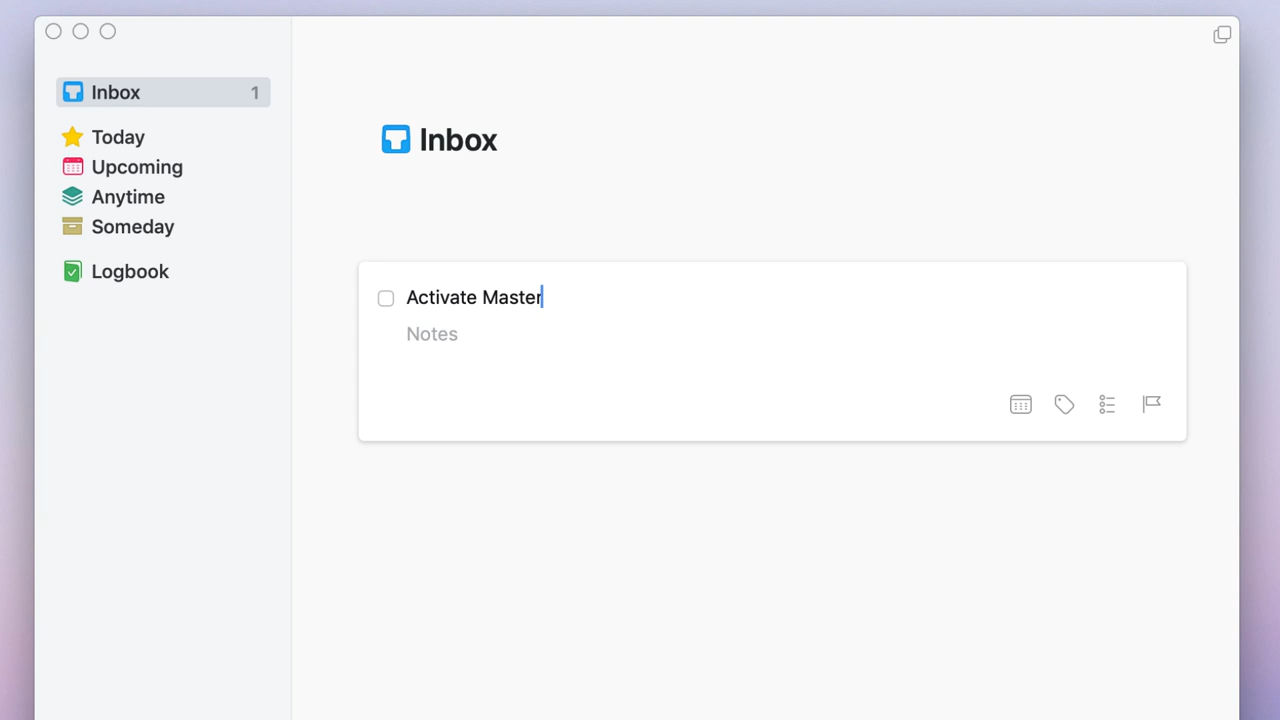 Inbox 1
Today
Upcoming
Anytime
Someday
Logbook
Inbox
Activate Master
Notes